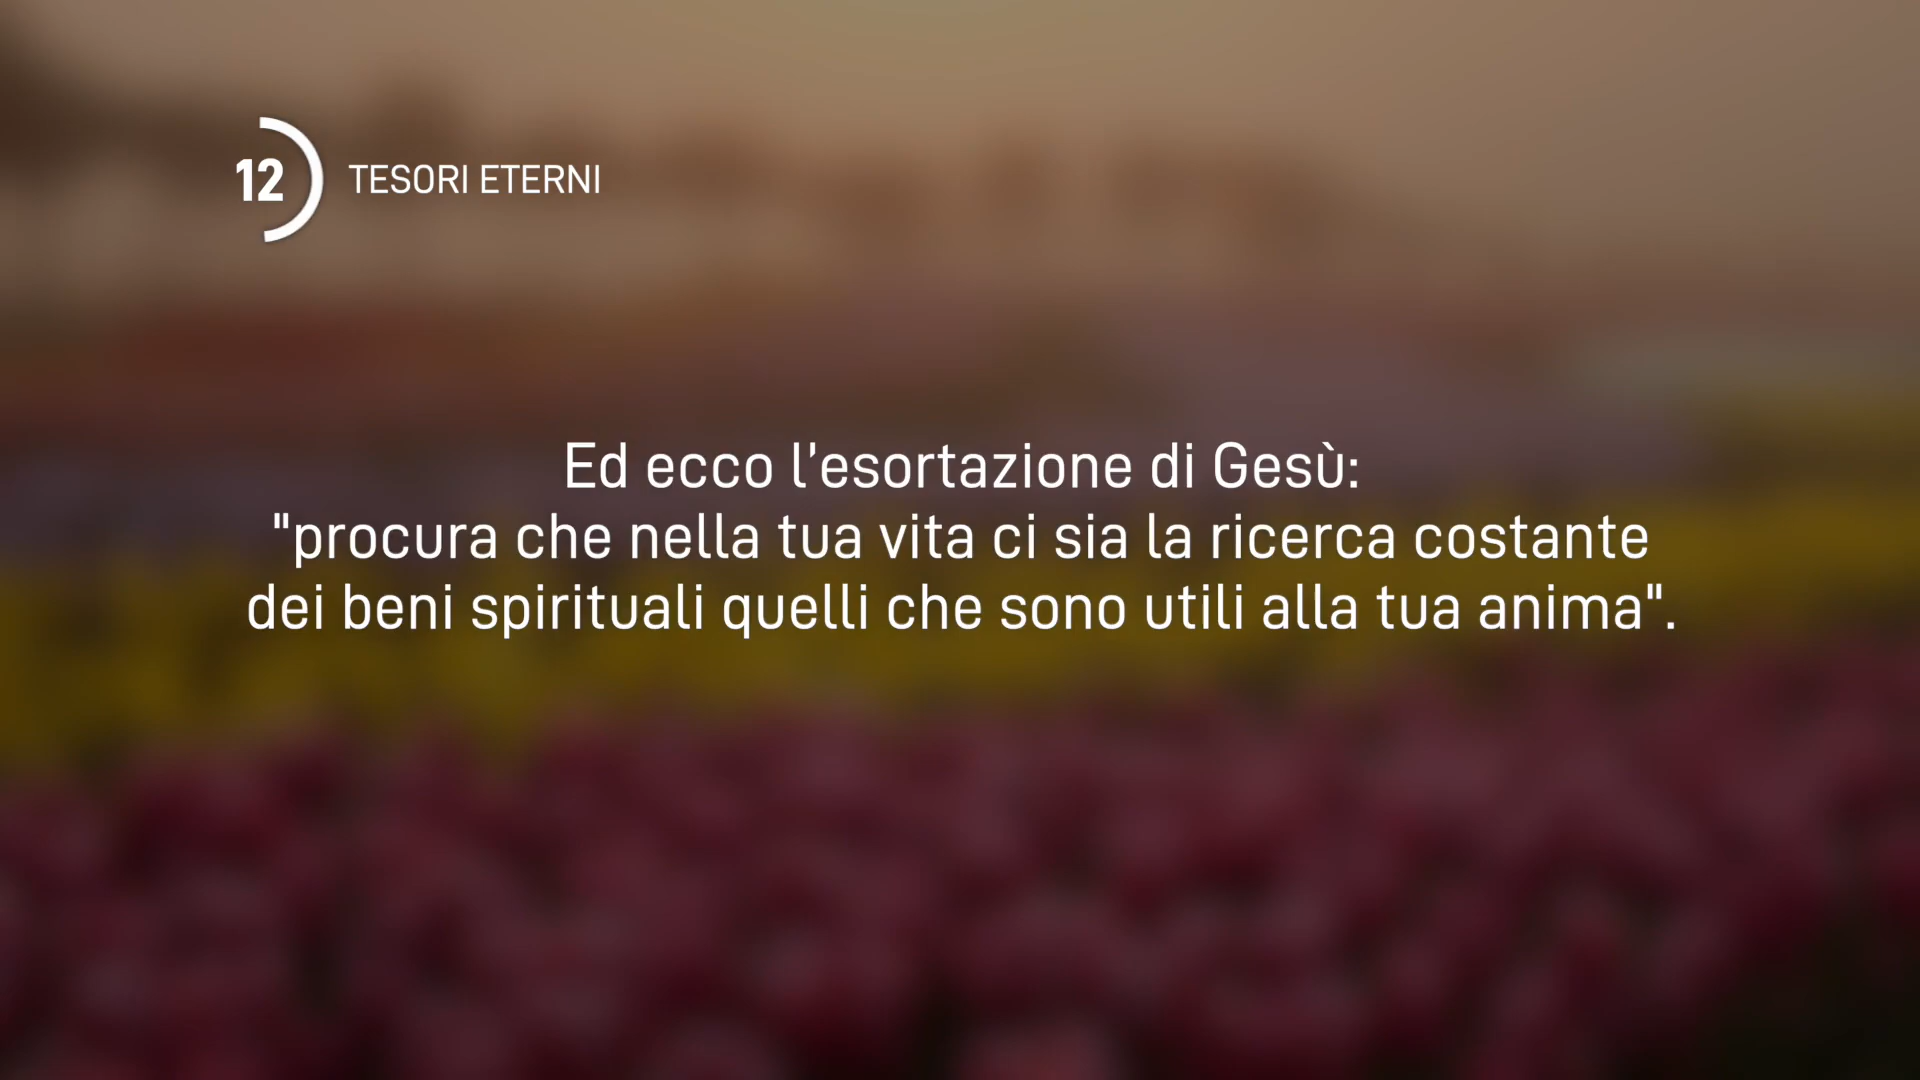 12 TESORI ETERNI
Ed ecco l’esortazione di Gesù:
"procura che nella tua vita ci sia la ricerca costante
dei beni spirituali quelli che sono utili alla tua anima".